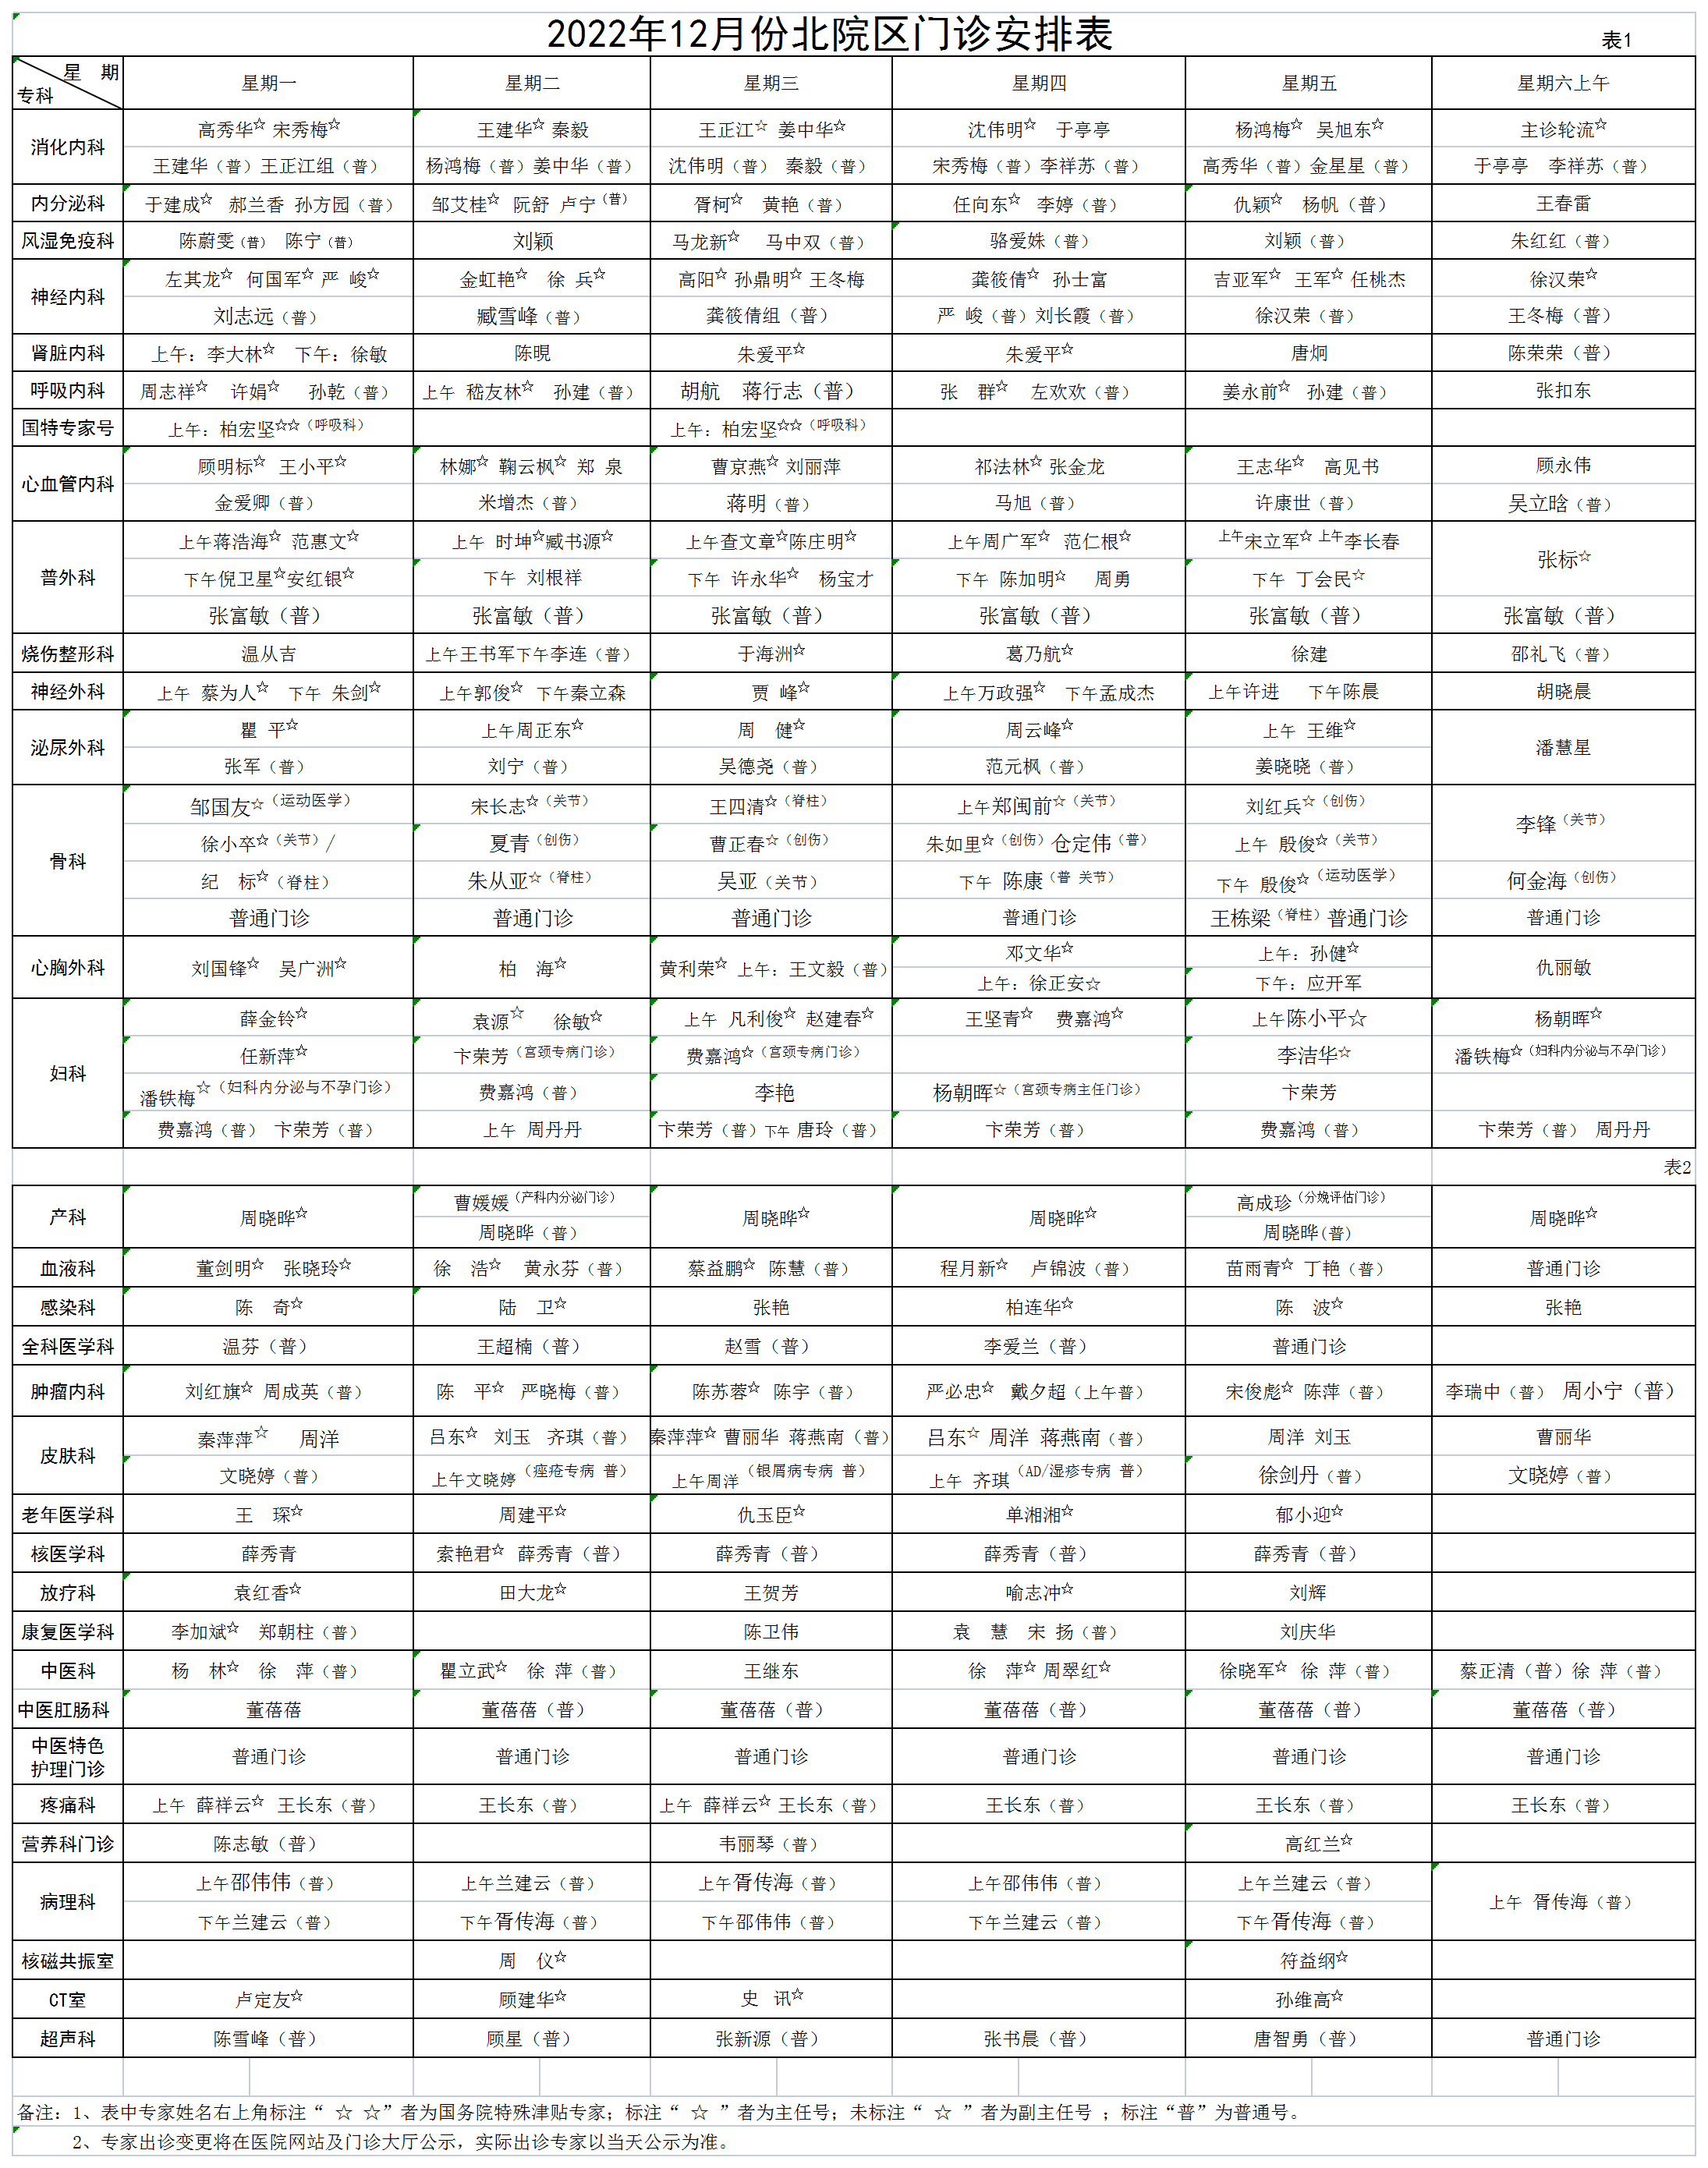 2022年12月份北院区门诊安排表 表1
星 期 专科 星期一 星期二 星期三 星期四 星期五 星期六上午
消化内科 高秀华☆ 宋秀梅☆ 王建华☆ 秦毅 王正江☆ 姜中华☆ 沈伟明☆ 于亭亭 杨鸿梅☆ 吴旭东☆ 主诊轮流☆
王建华（普）王正江组（普） 杨鸿梅（普）姜中华（普） 沈伟明（普） 秦毅（普） 宋秀梅（普）李祥苏（普） 高秀华（普）金星星（普） 于亭亭 李祥苏（普）
内分泌科 于建成☆ 郝兰香 孙方园（普） 邹艾桂☆ 阮舒 卢宁（普） 胥柯☆ 黄艳（普） 任向东☆ 李婷（普） 仇颖☆ 杨帆（普） 王春雷
风湿免疫科 陈蔚雯（普） 陈宁（普） 刘颖 马龙新☆ 马中双（普） 骆爱姝（普） 刘颖（普） 朱红红（普）
神经内科 左其龙☆ 何国军☆ 严 峻☆ 金虹艳☆ 徐 兵☆ 高阳☆ 孙鼎明☆ 王冬梅 龚筱倩☆ 孙士富 吉亚军☆ 王军☆ 任桃杰 徐汉荣☆
刘志远（普） 臧雪峰（普） 龚筱倩组（普） 严 峻（普）刘长霞（普） 徐汉荣（普） 王冬梅（普）
肾脏内科 上午：李大林☆ 下午：徐敏 陈晛 朱爱平☆ 朱爱平☆ 唐炯 陈荣荣（普）
呼吸内科 周志祥☆ 许娟☆ 孙乾（普） 上午 嵇友林☆ 孙建（普） 胡航 蒋行志（普） 张 群☆ 左欢欢（普） 姜永前☆ 孙建（普） 张扣东
国特专家号 上午：柏宏坚☆☆（呼吸科） 上午：柏宏坚☆☆（呼吸科）
心血管内科 顾明标☆ 王小平☆ 林娜☆ 鞠云枫☆ 郑 泉 曹京燕☆ 刘丽萍 祁法林☆ 张金龙 王志华☆ 高见书 顾永伟
金爱卿（普） 米增杰（普） 蒋明（普） 马旭（普） 许康世（普） 吴立晗（普）
普外科 上午蒋浩海☆ 范惠文☆ 上午 时坤☆臧书源☆ 上午查文章☆陈庄明☆ 上午周广军☆ 范仁根☆ 上午宋立军☆ 上午李长春 张标☆
下午倪卫星☆安红银☆ 下午 刘根祥 下午 许永华☆ 杨宝才 下午 陈加明☆ 周勇 下午 丁会民☆
张富敏（普） 张富敏（普） 张富敏（普） 张富敏（普） 张富敏（普） 张富敏（普）
烧伤整形科 温从吉 上午王书军下午李连（普） 于海洲☆ 葛乃航☆ 徐建 邵礼飞（普）
神经外科 上午 蔡为人☆ 下午 朱剑☆ 上午郭俊☆ 下午秦立森 贾 峰☆ 上午万政强☆ 下午孟成杰 上午许进 下午陈晨 胡晓晨
泌尿外科 瞿 平☆ 上午周正东☆ 周 健☆ 周云峰☆ 上午 王维☆ 潘慧星
张军（普） 刘宁（普） 吴德尧（普） 范元枫（普） 姜晓晓（普）
骨科 邹国友☆（运动医学） 宋长志☆（关节） 王四清☆（脊柱） 上午郑闽前☆（关节） 刘红兵☆（创伤） 李锋（关节）
徐小卒☆（关节）/ 夏青（创伤） 曹正春☆（创伤） 朱如里☆（创伤）仓定伟（普） 上午 殷俊☆（关节）
纪 标☆（脊柱） 朱从亚☆（脊柱） 吴亚（关节） 下午 陈康（普 关节） 下午 殷俊☆（运动医学） 何金海（创伤）
普通门诊 普通门诊 普通门诊 普通门诊 王栋梁（脊柱）普通门诊 普通门诊
心胸外科 刘国锋☆ 吴广洲☆ 柏 海☆ 黄利荣☆ 上午：王文毅（普） 邓文华☆ 上午：孙健☆ 仇丽敏
上午：徐正安☆ 下午：应开军
妇科 薛金铃☆ 袁源☆ 徐敏☆ 上午 凡利俊☆ 赵建春☆ 王坚青☆ 费嘉鸿☆ 上午陈小平☆ 杨朝晖☆
任新萍☆ 卞荣芳（宫颈专病门诊） 费嘉鸿☆（宫颈专病门诊） 李洁华☆ 潘铁梅☆（妇科内分泌与不孕门诊）
潘铁梅☆（妇科内分泌与不孕门诊） 费嘉鸿（普） 李艳 杨朝晖☆（宫颈专病主任门诊） 卞荣芳
费嘉鸿（普） 卞荣芳（普） 上午 周丹丹 卞荣芳（普）下午 唐玲（普） 卞荣芳（普） 费嘉鸿（普） 卞荣芳（普） 周丹丹
表2
产科 周晓晔☆ 曹媛媛（产科内分泌门诊） 周晓晔☆ 周晓晔☆ 高成珍（分娩评估门诊） 周晓晔☆
周晓晔（普） 周晓晔(普)
血液科 董剑明☆ 张晓玲☆ 徐 浩☆ 黄永芬（普） 蔡益鹏☆ 陈慧（普） 程月新☆ 卢锦波（普） 苗雨青☆ 丁艳（普） 普通门诊
感染科 陈 奇☆ 陆 卫☆ 张艳 柏连华☆ 陈 波☆ 张艳
全科医学科 温芬（普） 王超楠（普） 赵雪（普） 李爱兰（普） 普通门诊
肿瘤内科 刘红旗☆ 周成英（普） 陈 平☆ 严晓梅（普） 陈苏蓉☆ 陈宇（普） 严必忠☆ 戴夕超（上午普） 宋俊彪☆ 陈萍（普） 李瑞中（普） 周小宁（普）
皮肤科 秦萍萍☆ 周洋 吕东☆ 刘玉 齐琪（普） 秦萍萍☆ 曹丽华 蒋燕南（普） 吕东☆ 周洋 蒋燕南（普） 周洋 刘玉 曹丽华
文晓婷（普） 上午文晓婷（痤疮专病 普） 上午周洋（银屑病专病 普） 上午 齐琪（AD/湿疹专病 普） 徐剑丹（普） 文晓婷（普）
老年医学科 王 琛☆ 周建平☆ 仇玉臣☆ 单湘湘☆ 郁小迎☆
核医学科 薛秀青 索艳君☆ 薛秀青（普） 薛秀青（普） 薛秀青（普） 薛秀青（普）
放疗科 袁红香☆ 田大龙☆ 王贺芳 喻志冲☆ 刘辉
康复医学科 李加斌☆ 郑朝柱（普） 陈卫伟 袁 慧 宋 扬（普） 刘庆华
中医科 杨 林☆ 徐 萍（普） 瞿立武☆ 徐 萍（普） 王继东 徐 萍☆ 周翠红☆ 徐晓军☆ 徐 萍（普） 蔡正清（普）徐 萍（普）
中医肛肠科 董蓓蓓 董蓓蓓（普） 董蓓蓓（普） 董蓓蓓（普） 董蓓蓓（普） 董蓓蓓（普）
中医特色
护理门诊 普通门诊 普通门诊 普通门诊 普通门诊 普通门诊 普通门诊
疼痛科 上午 薛祥云☆ 王长东（普） 王长东（普） 上午 薛祥云☆ 王长东（普） 王长东（普） 王长东（普） 王长东（普）
营养科门诊 陈志敏（普） 韦丽琴（普） 高红兰☆
病理科 上午邵伟伟（普） 上午兰建云（普） 上午胥传海（普） 上午邵伟伟（普） 上午兰建云（普） 上午 胥传海（普）
下午兰建云（普） 下午胥传海（普） 下午邵伟伟（普） 下午兰建云（普） 下午胥传海（普）
核磁共振室 周 仪☆ 符益纲☆
CT室 卢定友☆ 顾建华☆ 史 讯☆ 孙维高☆
超声科 陈雪峰（普） 顾星（普） 张新源（普） 张书晨（普） 唐智勇（普） 普通门诊
备注：1、表中专家姓名右上角标注“ ☆ ☆”者为国务院特殊津贴专家；标注“ ☆ ”者为主任号；未标注“ ☆ ”者为副主任号 ；标注“普”为普通号。
2、专家出诊变更将在医院网站及门诊大厅公示，实际出诊专家以当天公示为准。